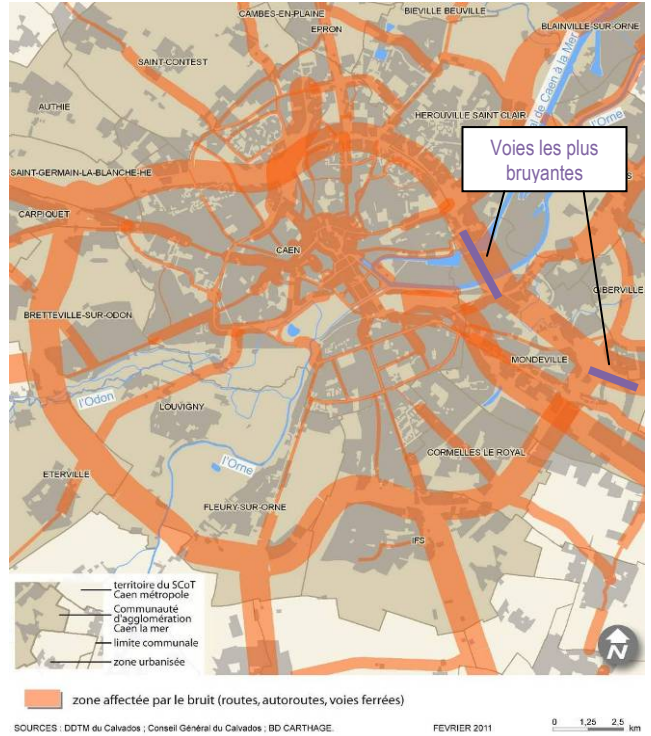 CAMBES-EN-PLAINE
BIEVILLE BEUVILLE
EPRON
BLAINVILLE-SUR-ORNE
SAINT-CONTEST
AUTHIE
HEROUVILLE SAINT CLAIR
de Caen à la Mer
l'Orne
Voies les plus
bruyantes
SAINT-GERMAIN-LA-BLANCHE-HE
CARPIQUET
CAEN
BRETTEVILLE-SUR-ODON
MONDEVILLE
l'Odon
LOUVIGNY
l'Orne
CORMELLES LE ROYAL
ETERVILLE
FLEURY-SUR-ORNE
IFS
territoire du SCoT
Caen métropole
Communauté
d'agglomération
Caen la mer
limite communale
zone urbanisée
N
zone affectée par le bruit (routes, autoroutes, voies ferrées)
SOURCES : DDTM du Calvados ; Conseil Général du Calvados ; BD CARTHAGE.
FEVRIER 2011
0 1,25 2,5 km